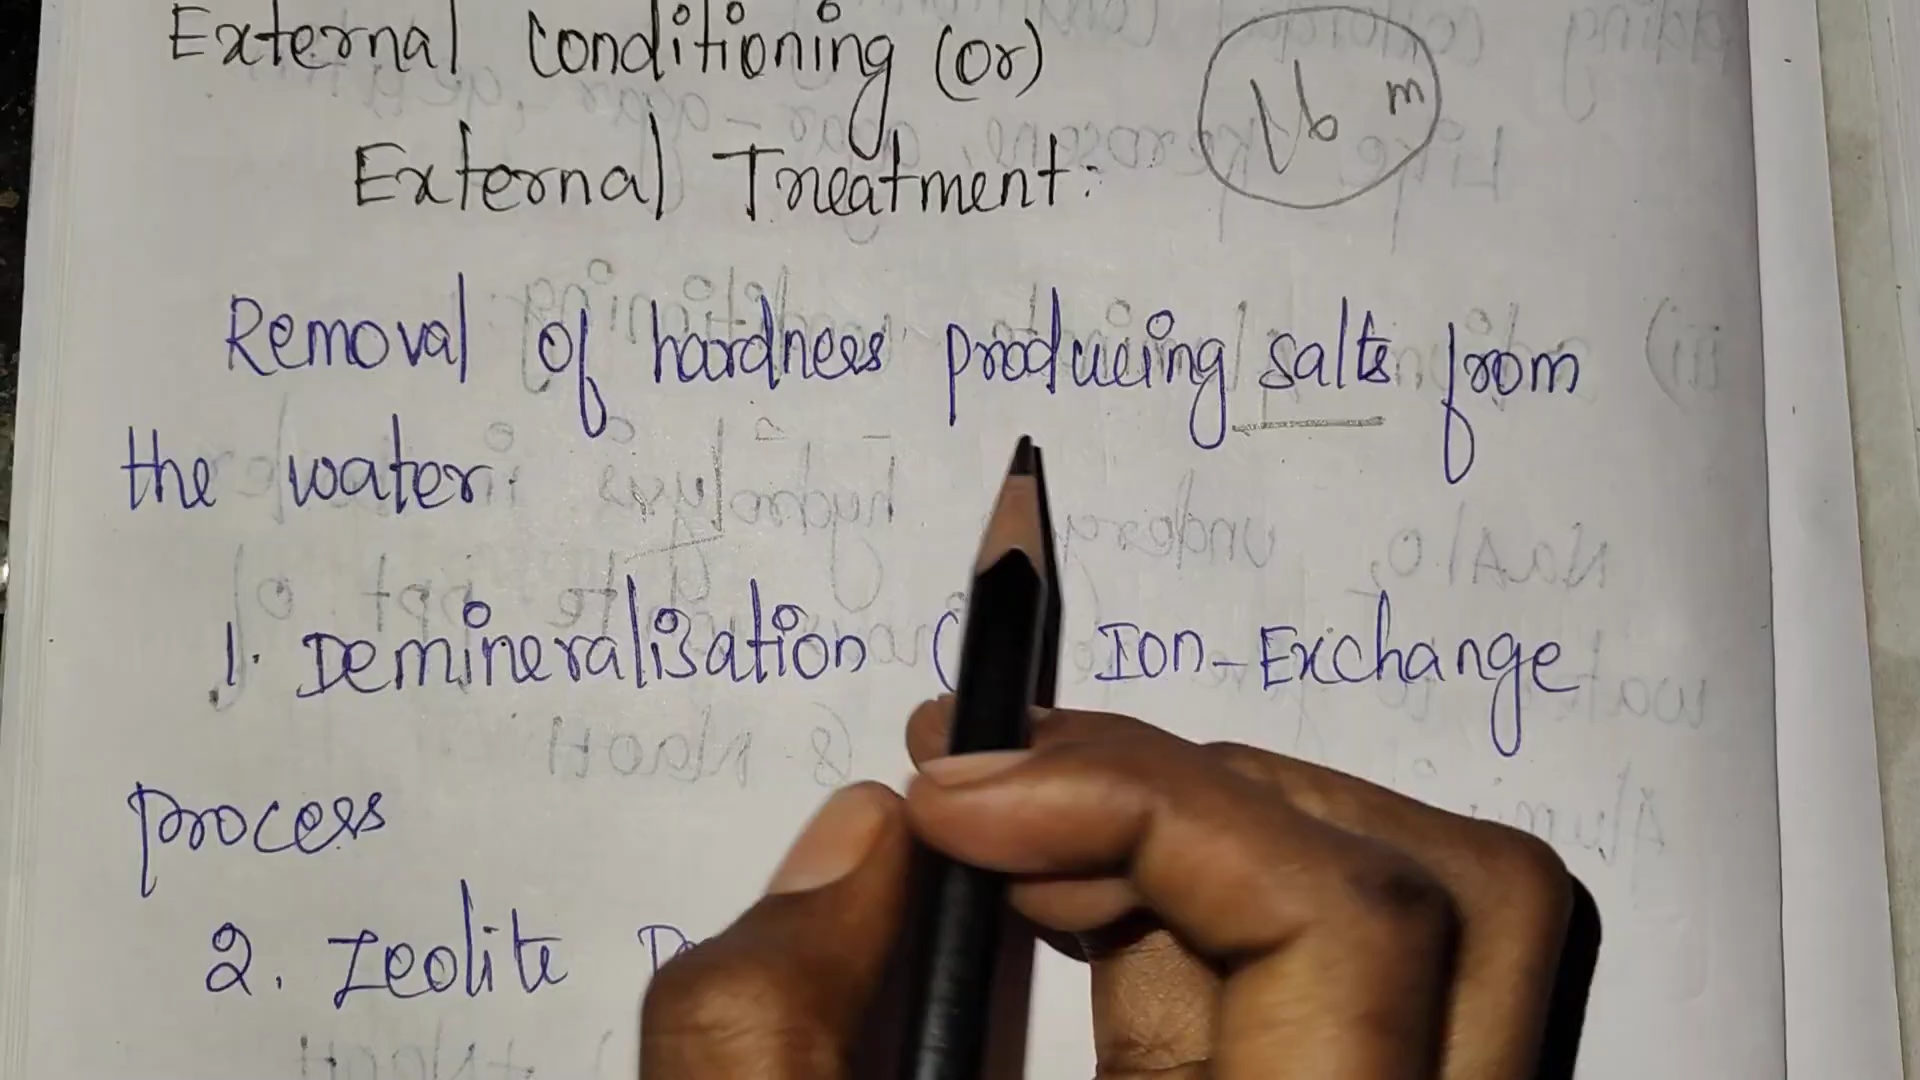 External conditioning (or)
16 m
External Treatment:
Removal of hardness producing salts from
the water.
1. Demineralisation ( Ion-Exchange
process
2. Zeolite